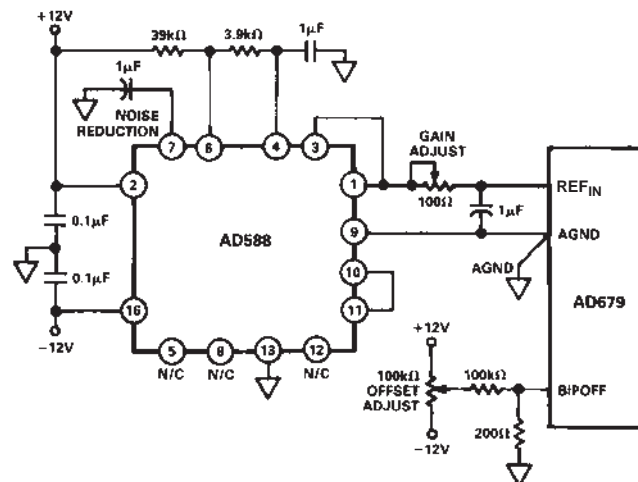 +12V
39kΩ
3.9kΩ
1µF
1µF
NOISE
REDUCTION
7
6
4
3
GAIN
ADJUST
2
1
100Ω
REFIN
1µF
0.1µF
AD588
9
AGND
AGND
10
AD679
0.1µF
11
16
-12V
5
8
13
12
N/C
N/C
N/C
+12V
100kΩ
OFFSET
ADJUST
100kΩ
BIPOFF
200Ω
-12V